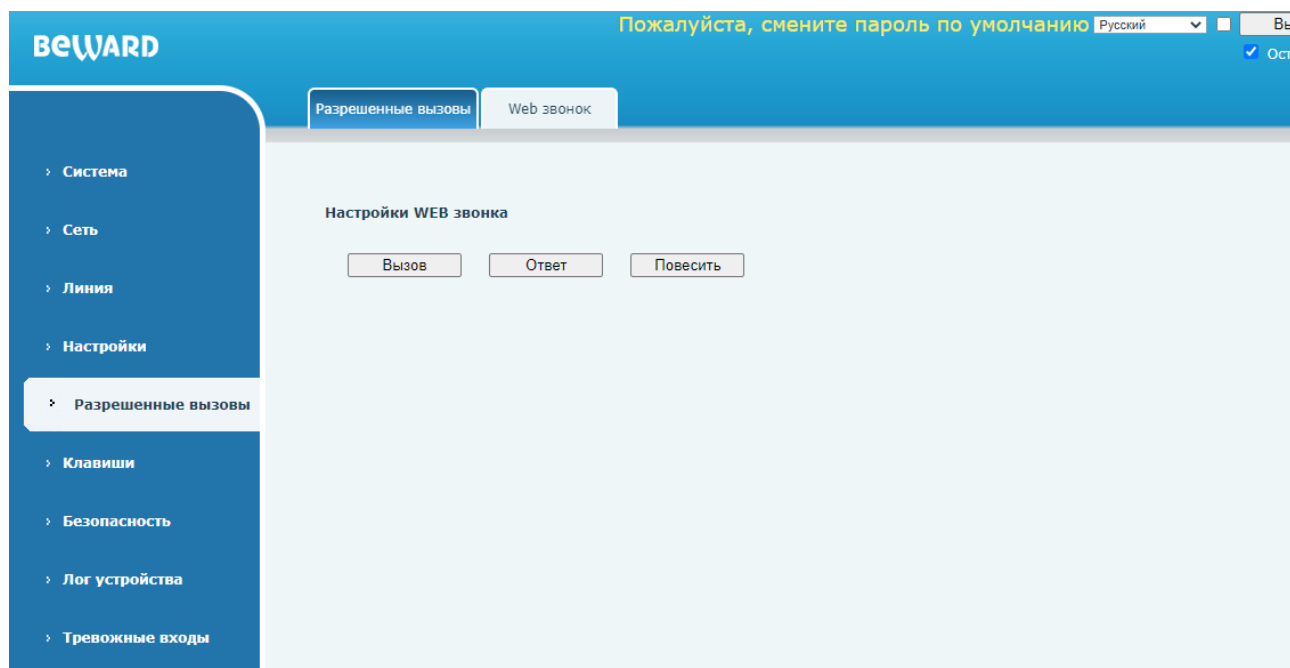 Пожалуйста, смените пароль по умолчанию Русский
BEWARD
Разрешенные вызовы Web звонок
Система
Сеть
Линия
Настройки
Разрешенные вызовы
Клавиши
Безопасность
Лог устройства
Тревожные входы
Настройки WEB звонка
Вызов Ответ Повесить